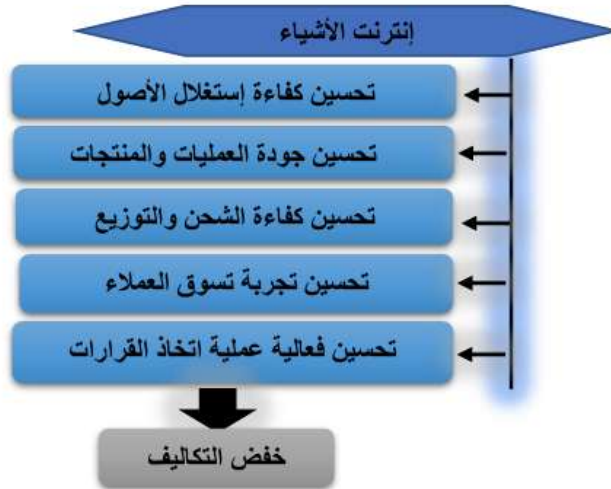 إنترنت الأشياء
تحسين كفاءة إستغلال الأصول
تحسين جودة العمليات والمنتجات
تحسين كفاءة الشحن والتوزيع
تحسين تجربة تسوق العملاء
تحسين فعالية عملية اتخاذ القرارات
خفض التكاليف